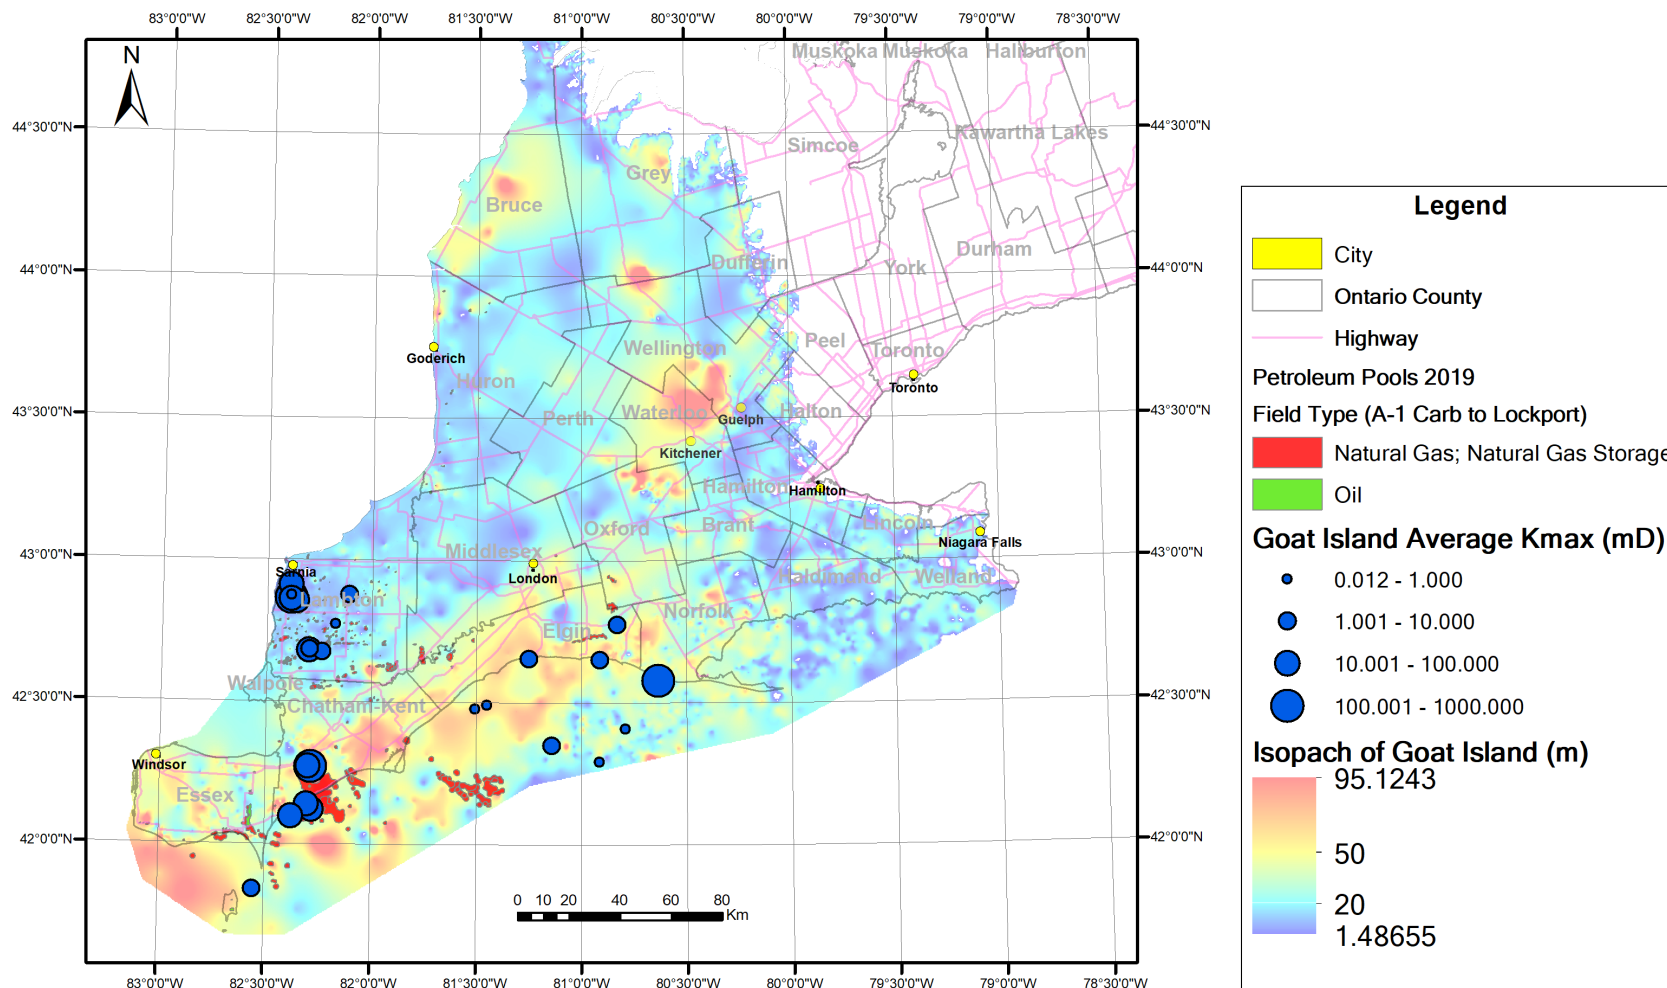 83°0'0"W 82°30'0"W 82°0'0"W 81°30'0"W 81°0'0"W 80°30'0"W 80°0'0"W 79°30'0"W 79°0'0"W 78°30'0"W
N
Muskoka Muskoka Haliburton
44°30'0"N 44°30'0"N
Kawartha Lakes
Simcoe
Grey
Bruce
Durham
Dufferin
York
44°0'0"N 44°0'0"N
Peel
Wellington
Toronto
Goderich
Huron
Toronto
43°30'0"N 43°30'0"N
Perth
Waterloo
Halton
Guelph
Kitchener
Hamilton
Hamilton
Oxford
Brant
Lincoln
Niagara Falls
43°0'0"N 43°0'0"N
Middlesex
Sarnia
London
Haldimand
Welland
Lambton
Norfolk
Elgin
Walpole
42°30'0"N 42°30'0"N
Chatham-Kent
Windsor
Essex
42°0'0"N 42°0'0"N
0 10 20 40 60 80
Km
83°0'0"W 82°30'0"W 82°0'0"W 81°30'0"W 81°0'0"W 80°30'0"W 80°0'0"W 79°30'0"W 79°0'0"W 78°30'0"W
Legend
City
Ontario County
Highway
Petroleum Pools 2019
Field Type (A-1 Carb to Lockport)
Natural Gas; Natural Gas Storage
Oil
Goat Island Average Kmax (mD)
0.012 - 1.000
1.001 - 10.000
10.001 - 100.000
100.001 - 1000.000
Isopach of Goat Island (m)
95.1243
50
20
1.48655